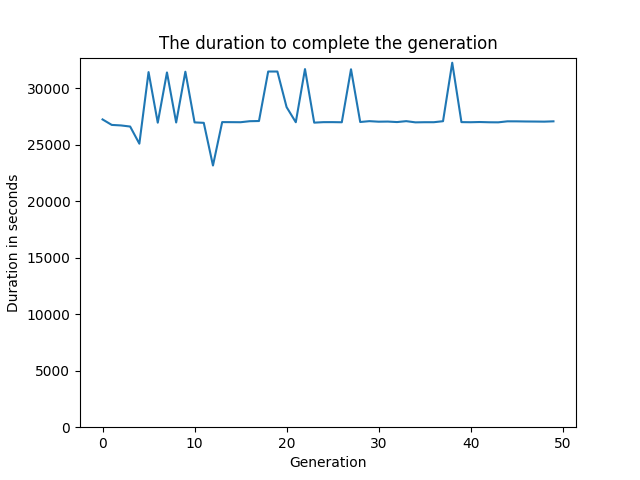 The duration to complete the generation
30000
25000
20000
15000
10000
5000
0
Duration in seconds
0 10 20 30 40 50
Generation